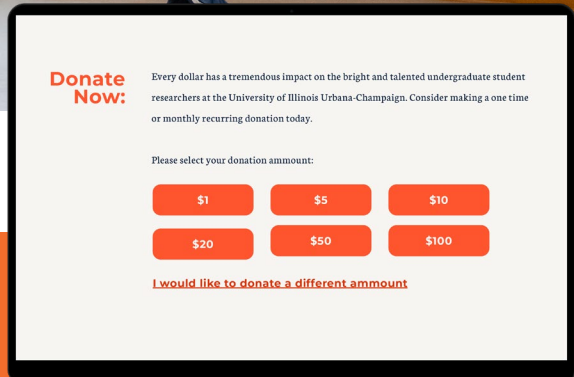 Donate
Now:
Every dollar has a tremendous impact on the bright and talented undergraduate student
researchers at the University of Illinois Urbana-Champaign. Consider making a one time
or monthly recurring donation today.
Please select your donation ammount:
$1 $5 $10
$20 $50 $100
I would like to donate a different ammount